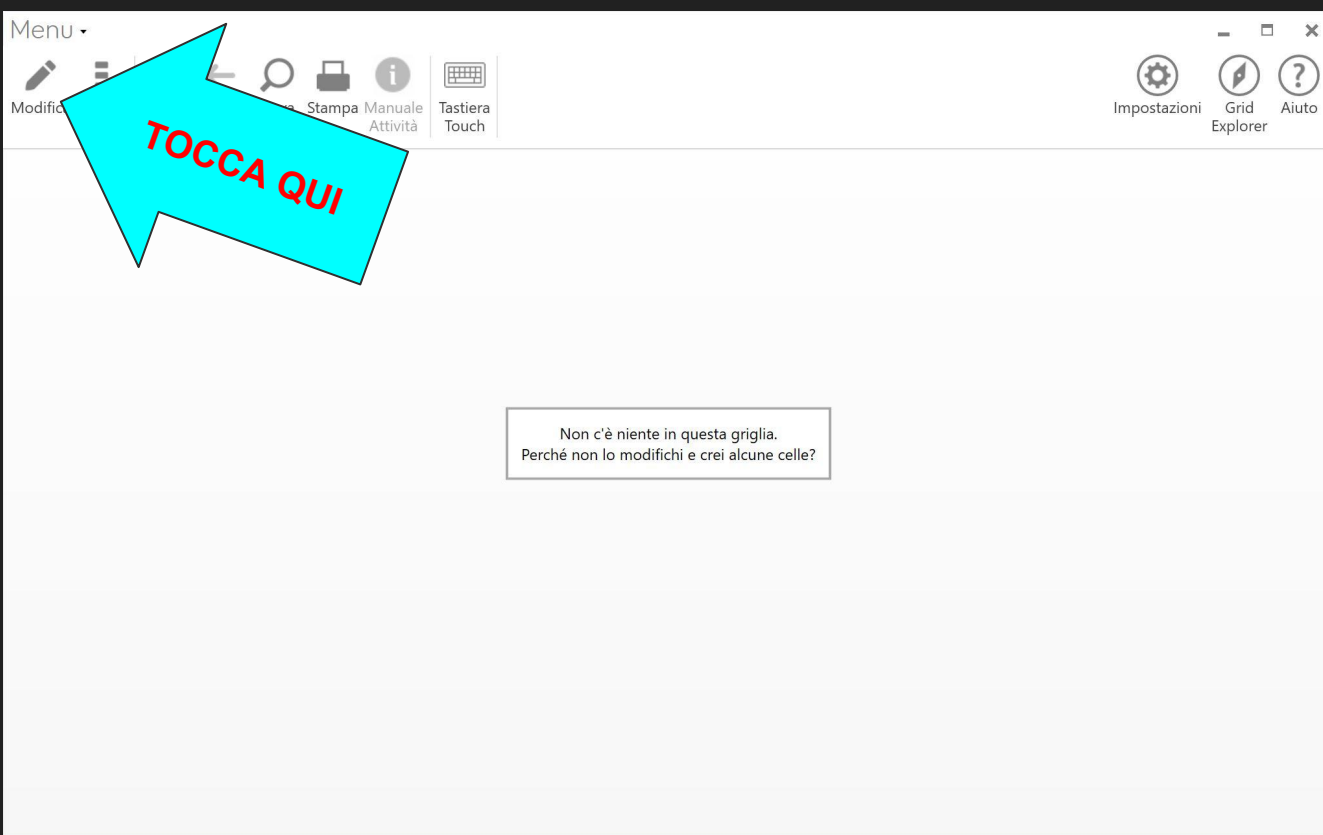 Menu
Stampa Manuale Attività
Tastiera Touch
Impostazioni
Grid Explorer
Aiuto
TOCCA QUI
Non c'è niente in questa griglia.
Perché non lo modifichi e crei alcune celle?